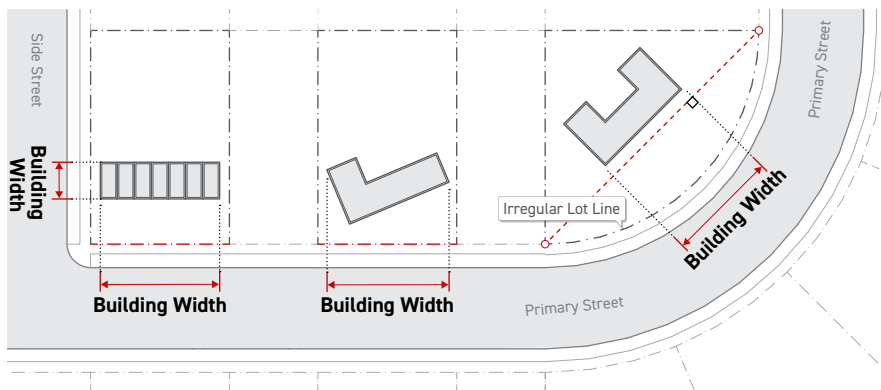 Side Street
Primary Street
Building
Width
Irregular Lot Line
Building Width
Building Width
Building Width
Primary Street